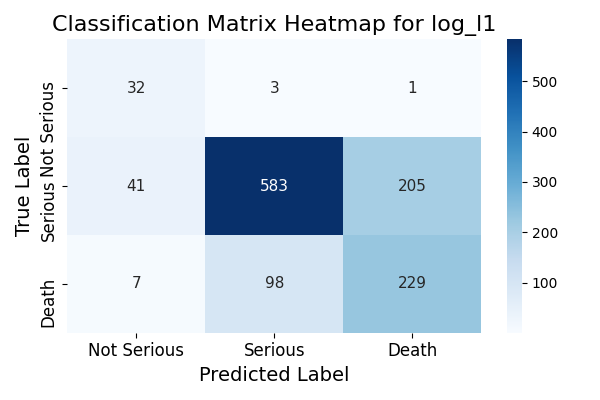 Classification Matrix Heatmap for log_l1
True Label
Not Serious
32 3 1
Serious
41 583 205
Death
7 98 229
Not Serious Serious Death
Predicted Label
500
400
300
200
100